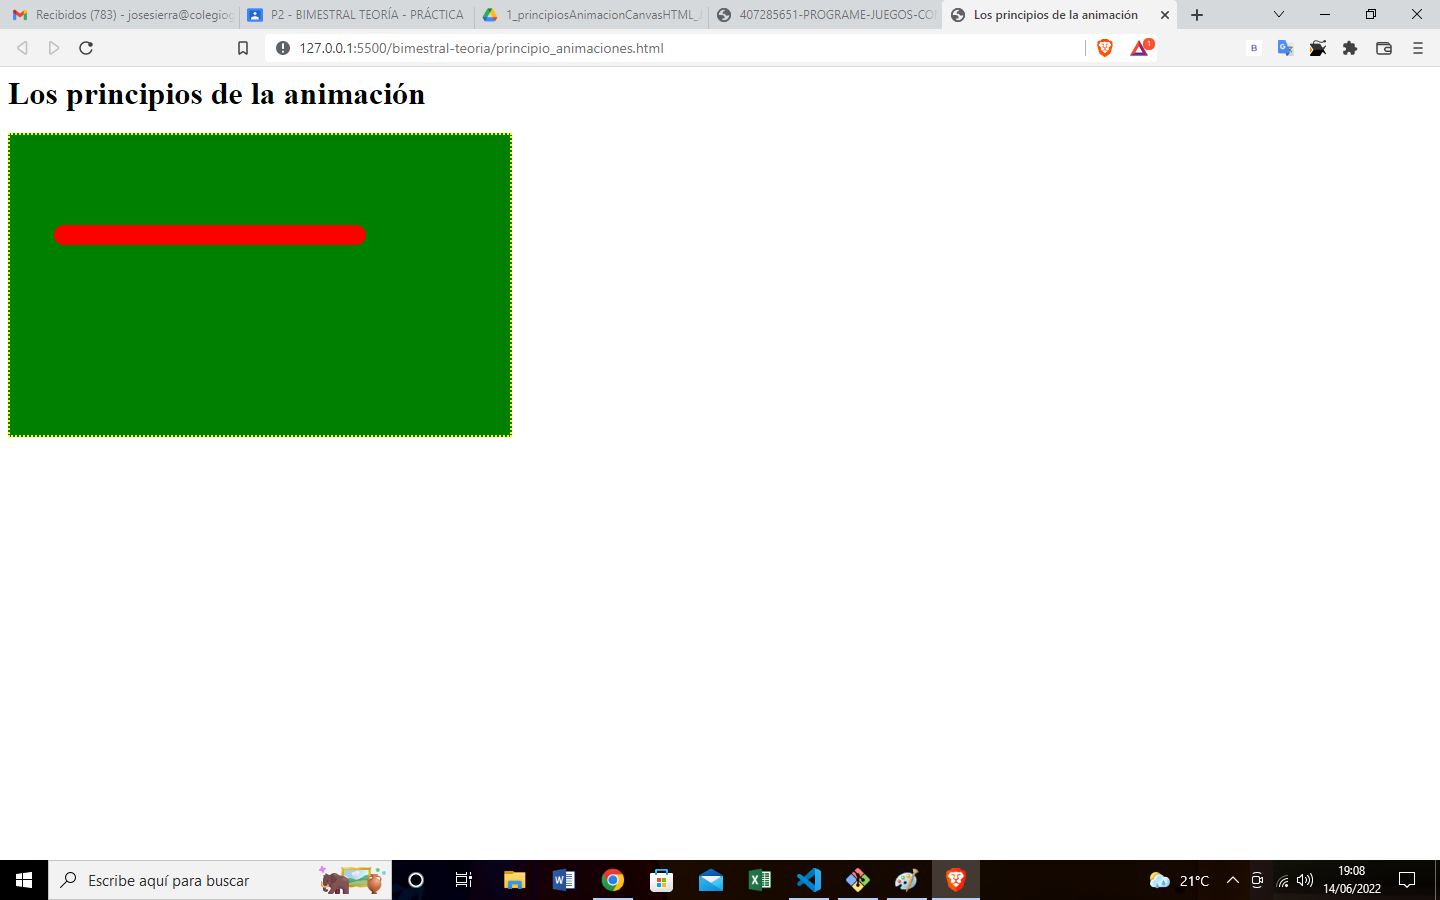 Recibidos (783) - josesierra@colegiog
P2 - BIMESTRAL TEORÍA - PRÁCTICA
1_principiosAnimacionCanvasHTML_
407285651-PROGRAME-JUEGOS-CO
Los principios de la animación
127.0.0.1:5500/bimestral-teoria/principio_animaciones.html
1
B
Los principios de la animación
Escribe aquí para buscar
21°C
19:08
14/06/2022